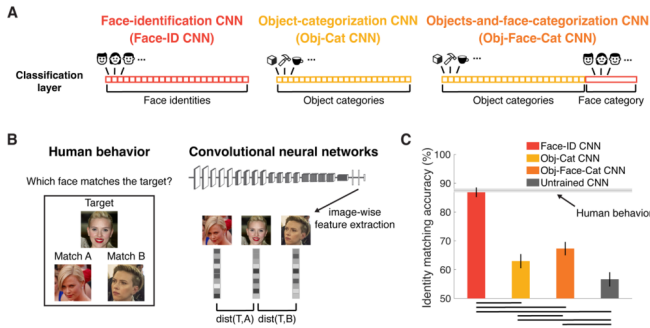 A
Face-identification CNN
(Face-ID CNN)
Object-categorization CNN
(Obj-Cat CNN)
Objects-and-face-categorization CNN
(Obj-Face-Cat CNN)
Classification
layer
...
...
...
...
Face identities
Object categories
Object categories
Face category
B
Human behavior
Convolutional neural networks
Which face matches the target?
Target
Match A
Match B
image-wise
feature extraction
dist(T,A)
dist(T,B)
C
Face-ID CNN
Obj-Cat CNN
Obj-Face-Cat CNN
Untrained CNN
Identity matching accuracy (%)
100
90
80
70
60
50
Human behavior